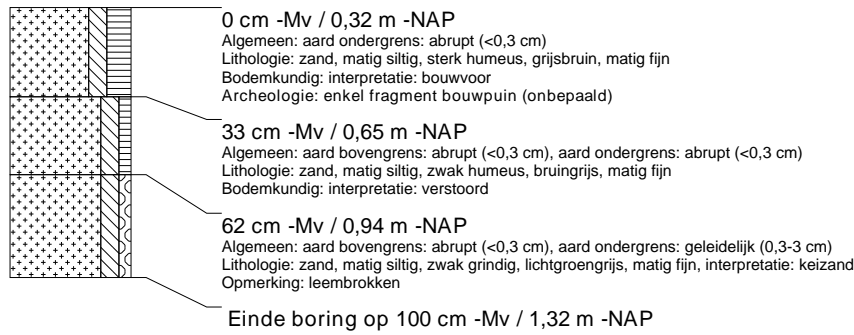 0 cm -Mv / 0,32 m -NAP
Algemeen: aard ondergrens: abrupt (<0,3 cm)
Lithologie: zand, matig siltig, sterk humeus, grijsbruin, matig fijn
Bodemkundig: interpretatie: bouwvoor
Archeologie: enkel fragment bouwpuin (onbepaald)
33 cm -Mv / 0,65 m -NAP
Algemeen: aard bovengrens: abrupt (<0,3 cm), aard ondergrens: abrupt (<0,3 cm)
Lithologie: zand, matig siltig, zwak humeus, bruingrijs, matig fijn
Bodemkundig: interpretatie: verstoord
62 cm -Mv / 0,94 m -NAP
Algemeen: aard bovengrens: abrupt (<0,3 cm), aard ondergrens: geleidelijk (0,3-3 cm)
Lithologie: zand, matig siltig, zwak grindig, lichtgroengrijs, matig fijn, interpretatie: keizand
Opmerking: leembrokken
Einde boring op 100 cm -Mv / 1,32 m -NAP